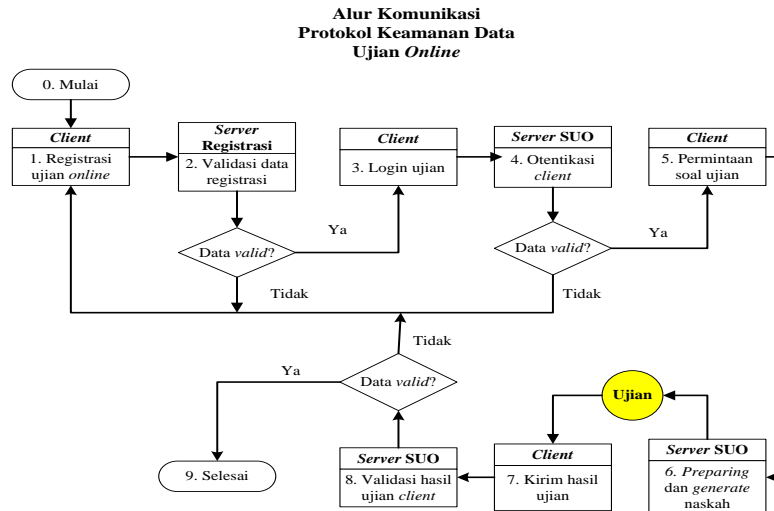 Alur Komunikasi
Protokol Keamanan Data
Ujian Online
0. Mulai
Client
1. Registrasi
ujian online
Server
Registrasi
2. Validasi data
registrasi
Client
3. Login ujian
Server SUO
4. Otentikasi
client
Client
5. Permintaan
soal ujian
Data valid?
Ya
Tidak
Data valid?
Ya
Tidak
Tidak
Data valid?
Ya
Ujian
Server SUO
6. Preparing
dan generate
naskah
Client
7. Kirim hasil
ujian
Server SUO
8. Validasi hasil
ujian client
9. Selesai